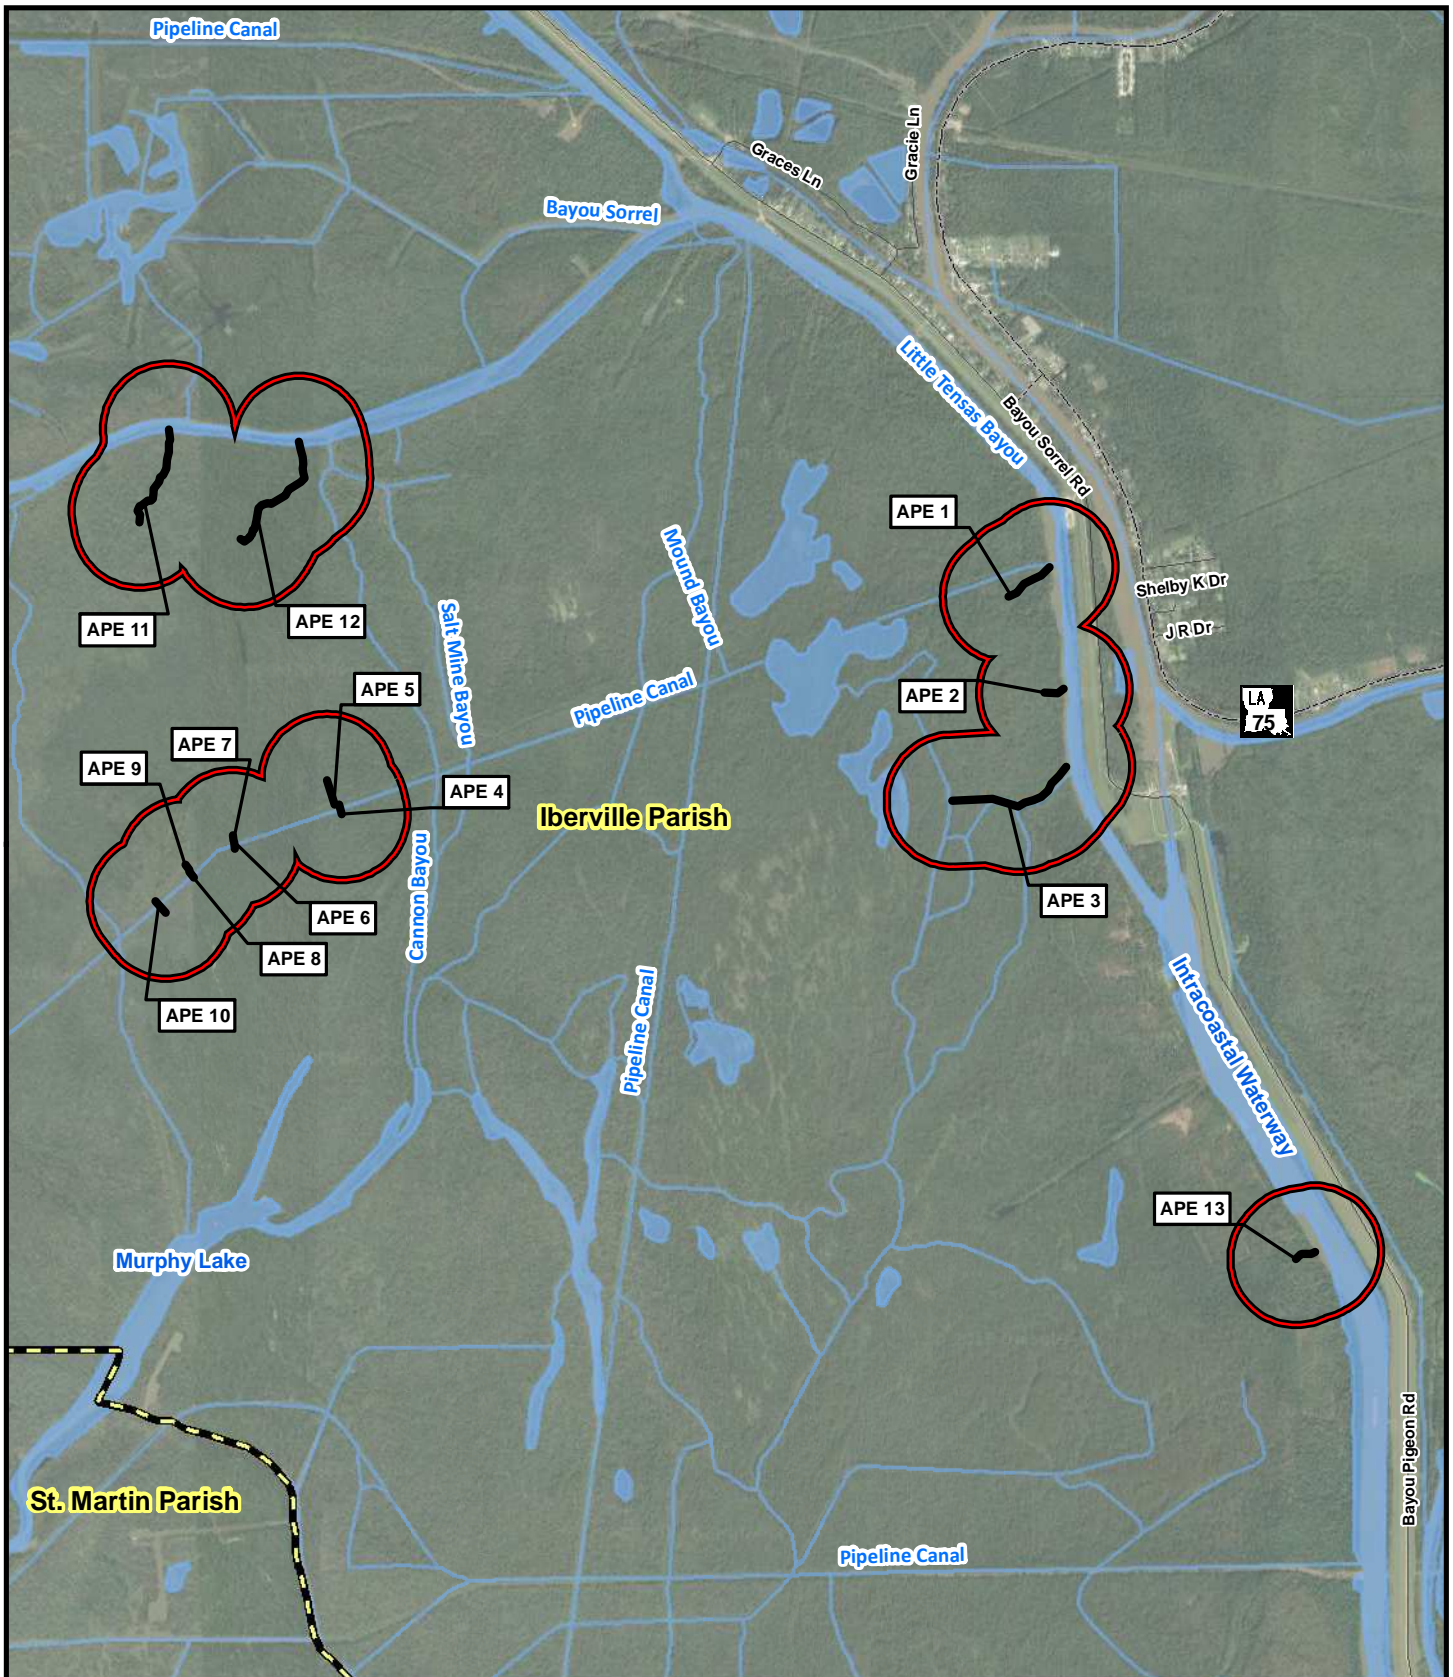 Pipeline Canal
Graces Ln
Gracie Ln
Bayou Sorrel
Little Tensas Bayou
Bayou Sorrel Rd
APE 1
Mound Bayou
Shelby K Dr
J R Dr
APE 11
APE 12
Salt Mine Bayou
APE 5
Pipeline Canal
APE 2
LA
75
APE 7
APE 9
APE 4
Iberville Parish
Cannon Bayou
APE 3
APE 6
APE 8
APE 10
Pipeline Canal
Intracoastal Waterway
APE 13
Murphy Lake
Bayou Pigeon Rd
St. Martin Parish
Pipeline Canal